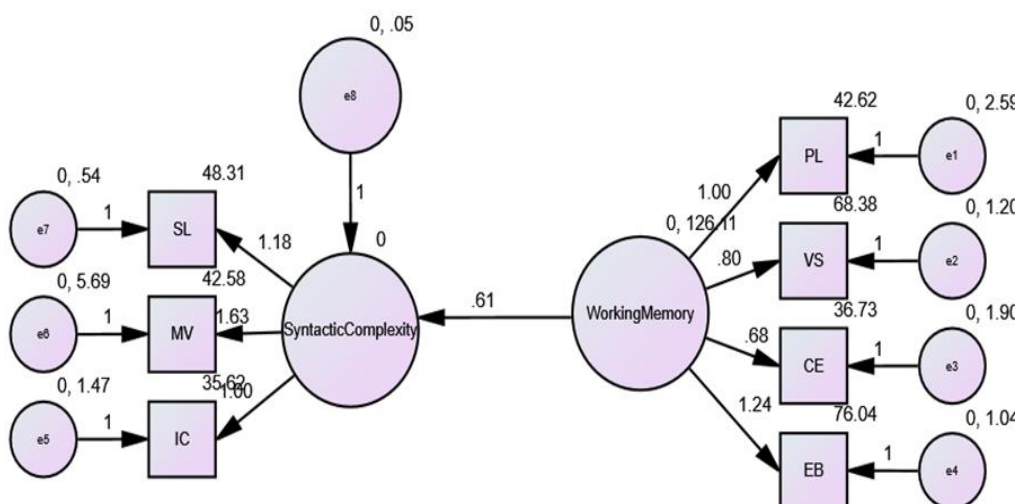 0, .05
e8
1
0, .54
e7
1
48.31
SL
1.18
0
0, 5.69
e6
1
42.58
MV
1.63
SyntacticComplexity
0, 1.47
e5
1
35.62
1.60
IC
.61
WorkingMemory
0, 126.11
1.00
42.62
PL
1
0, 2.59
e1
.80
68.38
VS
1
0, 1.20
e2
.68
36.73
CE
1
0, 1.90
e3
1.24
76.04
EB
1
0, 1.04
e4